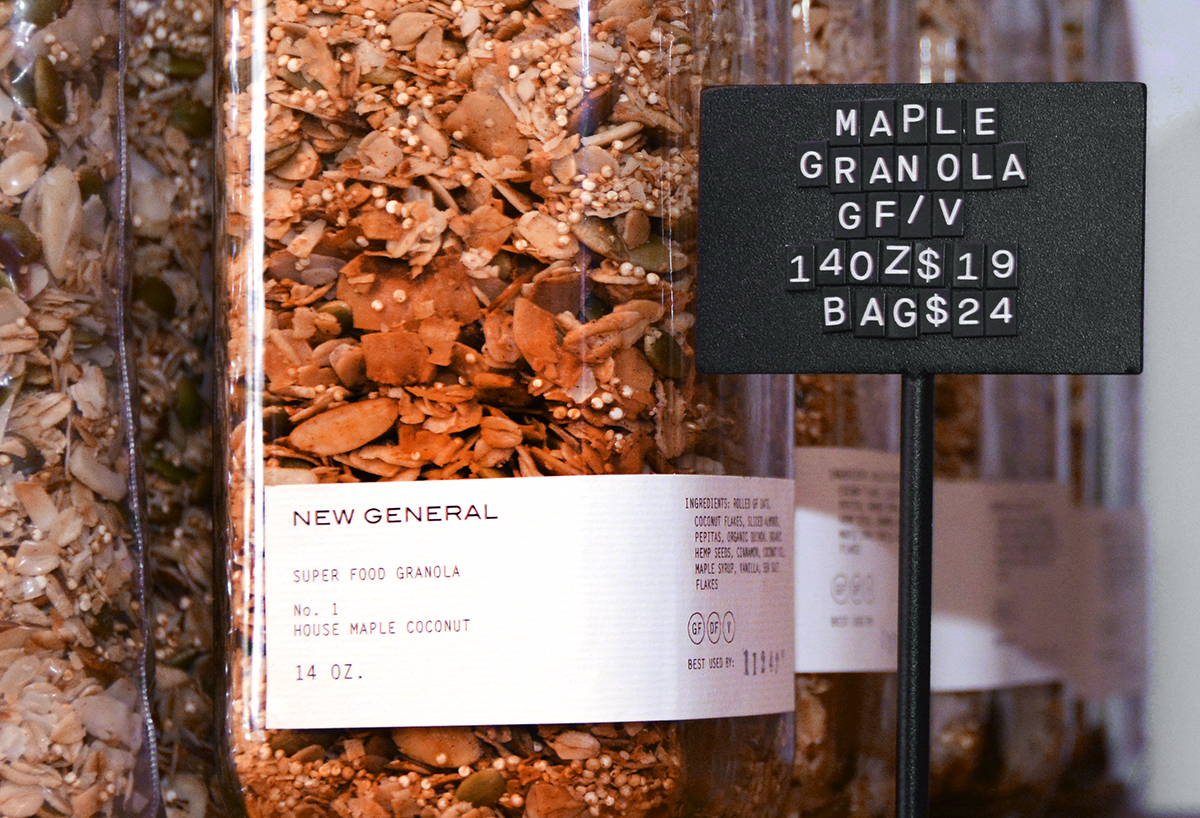 MAPLE
GRANOLA
GF/V
14OZ$19
BAG$24
NEW GENERAL
SUPER FOOD GRANOLA
No. 1
HOUSE MAPLE COCONUT
14 OZ.
INGREDIENTS: ROLLED GF OATS,
COCONUT FLAKES, SLICED ALMONDS,
PEPITAS, ORGANIC QUINOA, ORGANIC
HEMP SEEDS, CINNAMON, COCONUT OIL,
MAPLE SYRUP, VANILLA, SEA SALT
FLAKES
GF DF V
BEST USED BY: